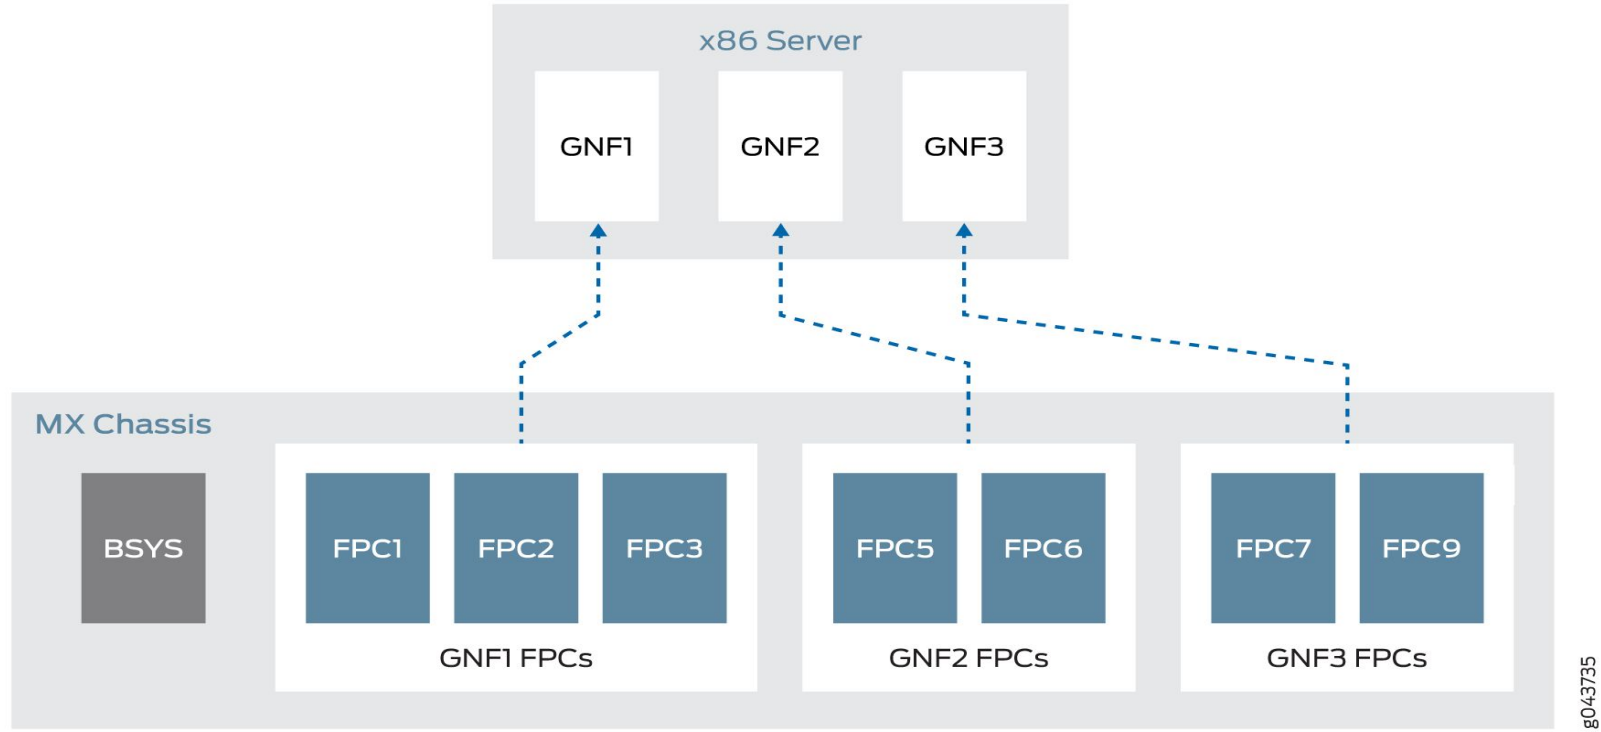 x86 Server
GNF1
GNF2
GNF3
MX Chassis
BSYS
FPC1
FPC2
FPC3
FPC5
FPC6
FPC7
FPC9
GNF1 FPCs
GNF2 FPCs
GNF3 FPCs
g043735